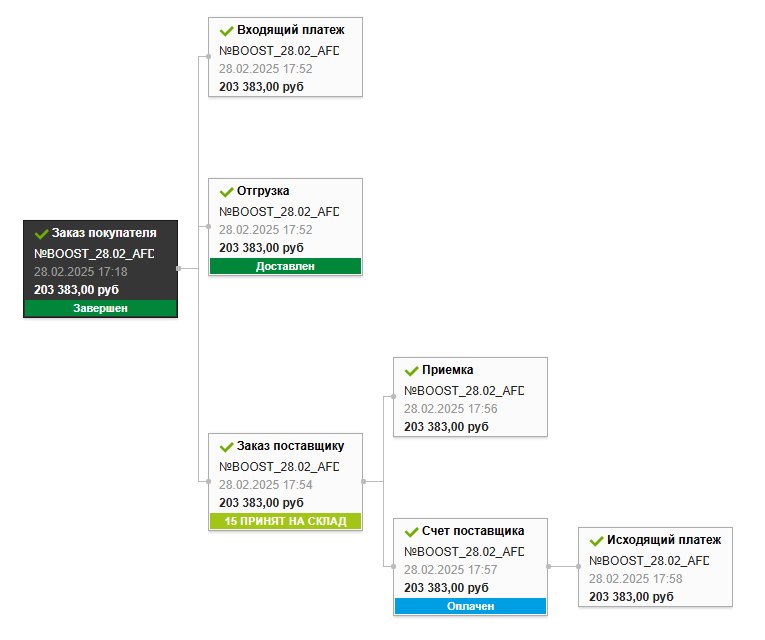 Входящий платеж
№BOOST_28.02_AFD
28.02.2025 17:52
203 383,00 руб
Отгрузка
№BOOST_28.02_AFD
28.02.2025 17:52
203 383,00 руб
Доставлен
Заказ покупателя
№BOOST_28.02_AFD
28.02.2025 17:18
203 383,00 руб
Завершен
Приемка
№BOOST_28.02_AFD
28.02.2025 17:56
203 383,00 руб
Заказ поставщику
№BOOST_28.02_AFD
28.02.2025 17:54
203 383,00 руб
15 ПРИНЯТ НА СКЛАД
Счет поставщика
№BOOST_28.02_AFD
28.02.2025 17:57
203 383,00 руб
Оплачен
Исходящий платеж
№BOOST_28.02_AFD
28.02.2025 17:58
203 383,00 руб